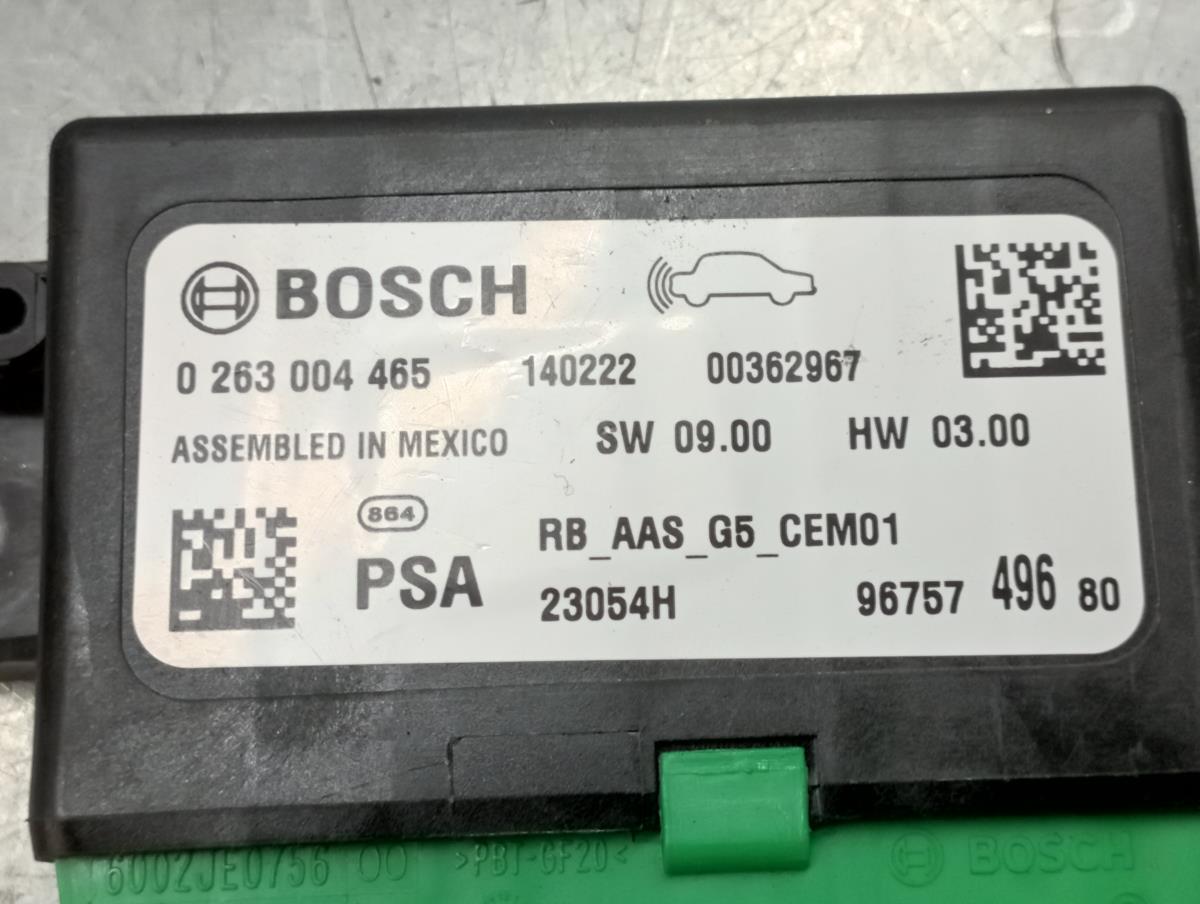 BOSCH
0 263 004 465 140222 00362967
ASSEMBLED IN MEXICO SW 09.00 HW 03.00
864
PSA
RB_AAS_G5_CEM01
23054H 96757 496 80
6002JE0756 00 >PBT-GF20< BOSCH